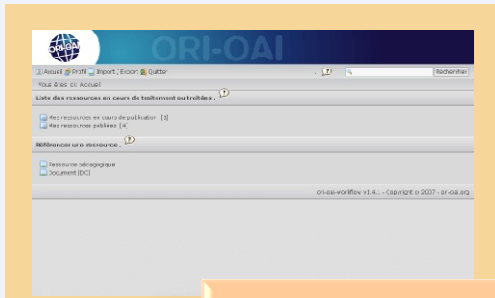 ORI-OAI
ORI-OAI
Accueil Profil Import / Export Quitter Rechercher
Vous êtes ici: Accueil
Liste des ressources en cours de traitement ou traitées.
Mes ressources en cours de publication [3]
Mes ressources publiées [4]
Référencer une ressource.
Ressource pédagogique
Document (DC)
ori-oai-workflow v1.4... - Copyright © 2007 - ori-oai.org